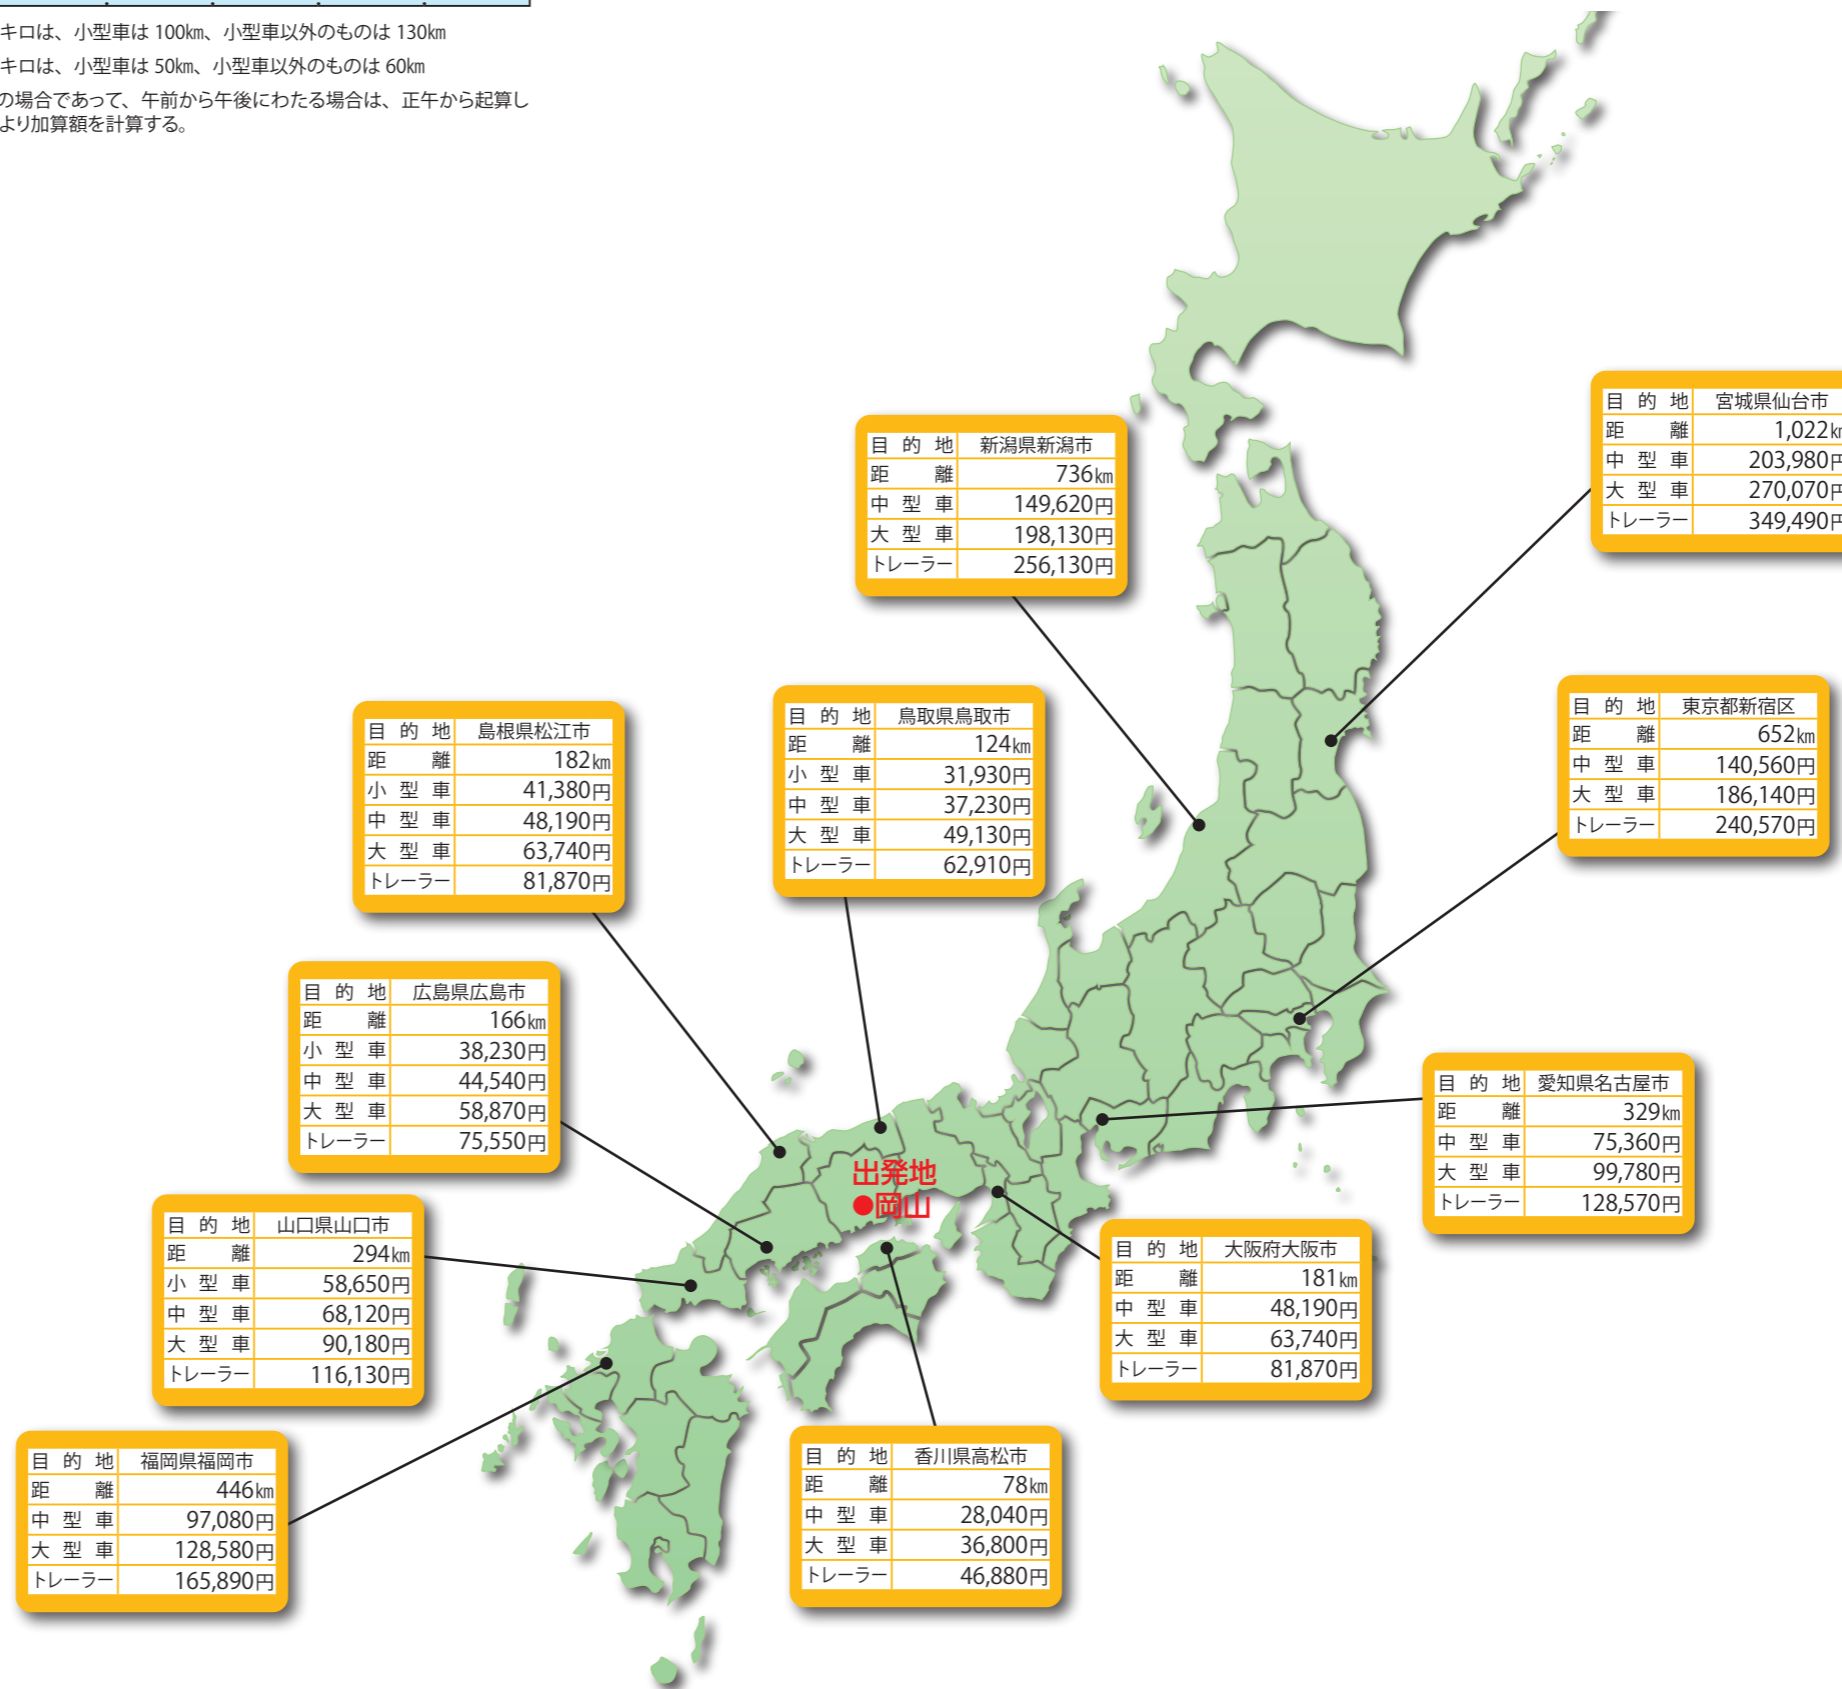 キロは、小型車は 100㎞、小型車以外のものは 130㎞
キロは、小型車は 50㎞、小型車以外のものは 60㎞
の場合であって、午前から午後にわたる場合は、正午から起算し
より加算額を計算する。
目的地 宮城県仙台市
距離 1,022㎞
中型車 203,980円
大型車 270,070円
トレーラー 349,490円
目的地 新潟県新潟市
距離 736㎞
中型車 149,620円
大型車 198,130円
トレーラー 256,130円
目的地 東京都新宿区
距離 652㎞
中型車 140,560円
大型車 186,140円
トレーラー 240,570円
目的地 鳥取県鳥取市
距離 124㎞
小型車 31,930円
中型車 37,230円
大型車 49,130円
トレーラー 62,910円
目的地 島根県松江市
距離 182㎞
小型車 41,380円
中型車 48,190円
大型車 63,740円
トレーラー 81,870円
目的地 広島県広島市
距離 166㎞
小型車 38,230円
中型車 44,540円
大型車 58,870円
トレーラー 75,550円
目的地 愛知県名古屋市
距離 329㎞
中型車 75,360円
大型車 99,780円
トレーラー 128,570円
出発地
●岡山
目的地 山口県山口市
距離 294㎞
小型車 58,650円
中型車 68,120円
大型車 90,180円
トレーラー 116,130円
目的地 大阪府大阪市
距離 181㎞
中型車 48,190円
大型車 63,740円
トレーラー 81,870円
目的地 香川県高松市
距離 78㎞
中型車 28,040円
大型車 36,800円
トレーラー 46,880円
目的地 福岡県福岡市
距離 446㎞
中型車 97,080円
大型車 128,580円
トレーラー 165,890円